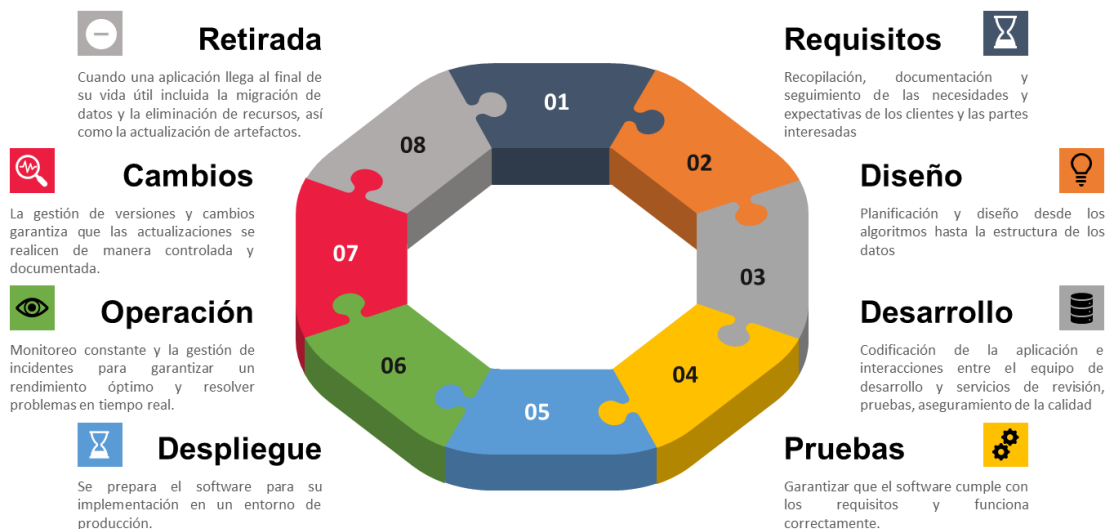 Retirada
Cuando una aplicación llega al final de
su vida útil incluida la migración de
datos y la eliminación de recursos, así
como la actualización de artefactos.
Cambios
La gestión de versiones y cambios
garantiza que las actualizaciones se
realicen de manera controlada y
documentada.
Operación
Monitoreo constante y la gestión de
incidentes para garantizar un
rendimiento óptimo y resolver
problemas en tiempo real.
Despliegue
Se prepara el software para su
implementación en un entorno de
producción.
01
02
03
04
05
06
07
08
Requisitos
Recopilación, documentación y
seguimiento de las necesidades y
expectativas de los clientes y las partes
interesadas
Diseño
Planificación y diseño desde los
algoritmos hasta la estructura de los
datos
Desarrollo
Codificación de la aplicación e
interacciones entre el equipo de
desarrollo y servicios de revisión,
pruebas, aseguramiento de la calidad
Pruebas
Garantizar que el software cumple con
los requisitos y funciona
correctamente.